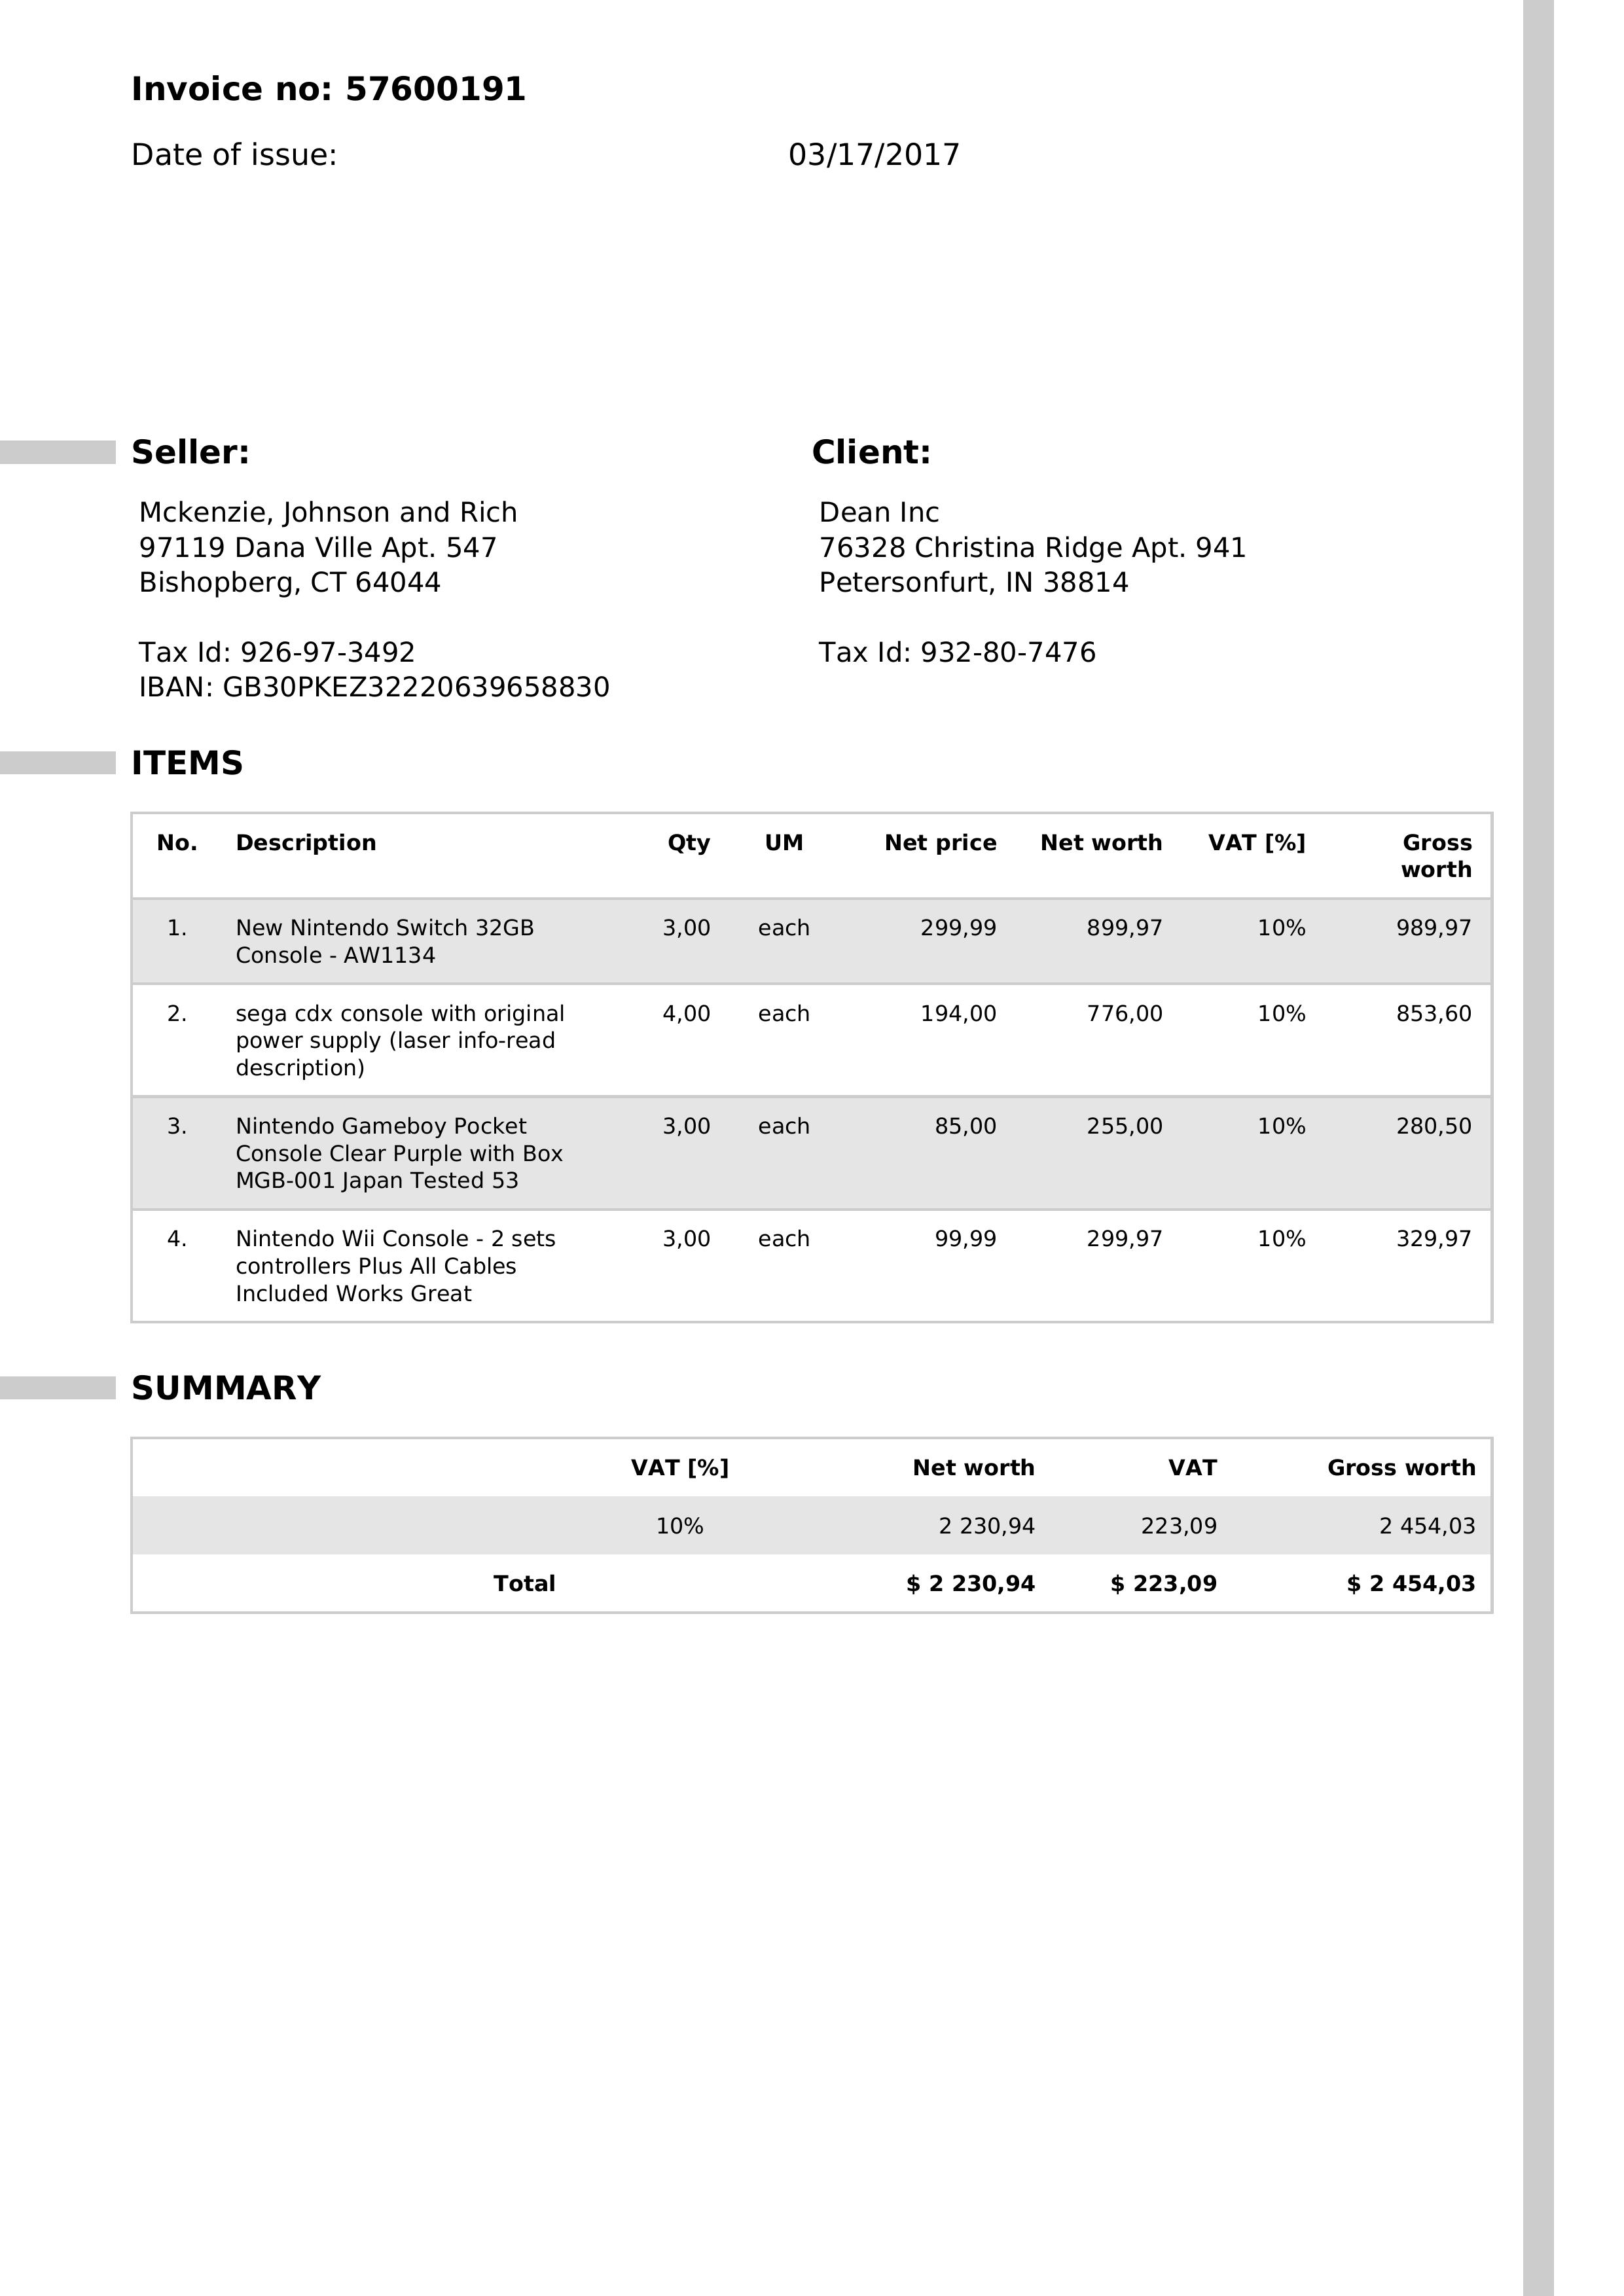 Invoice no: 57600191
Date of issue: 03/17/2017
Seller:
Mckenzie, Johnson and Rich
97119 Dana Ville Apt. 547
Bishopberg, CT 64044
Tax Id: 926-97-3492
IBAN: GB30PKEZ32220639658830
Client:
Dean Inc
76328 Christina Ridge Apt. 941
Petersonfurt, IN 38814
Tax Id: 932-80-7476
ITEMS
No. Description Qty UM Net price Net worth VAT [%] Gross
worth
1. New Nintendo Switch 32GB 3,00 each 299,99 899,97 10% 989,97
Console - AW1134
2. sega cdx console with original 4,00 each 194,00 776,00 10% 853,60
power supply (laser info-read
description)
3. Nintendo Gameboy Pocket 3,00 each 85,00 255,00 10% 280,50
Console Clear Purple with Box
MGB-001 Japan Tested 53
4. Nintendo Wii Console - 2 sets 3,00 each 99,99 299,97 10% 329,97
controllers Plus All Cables
Included Works Great
SUMMARY
VAT [%] Net worth VAT Gross worth
10% 2 230,94 223,09 2 454,03
Total $ 2 230,94 $ 223,09 $ 2 454,03